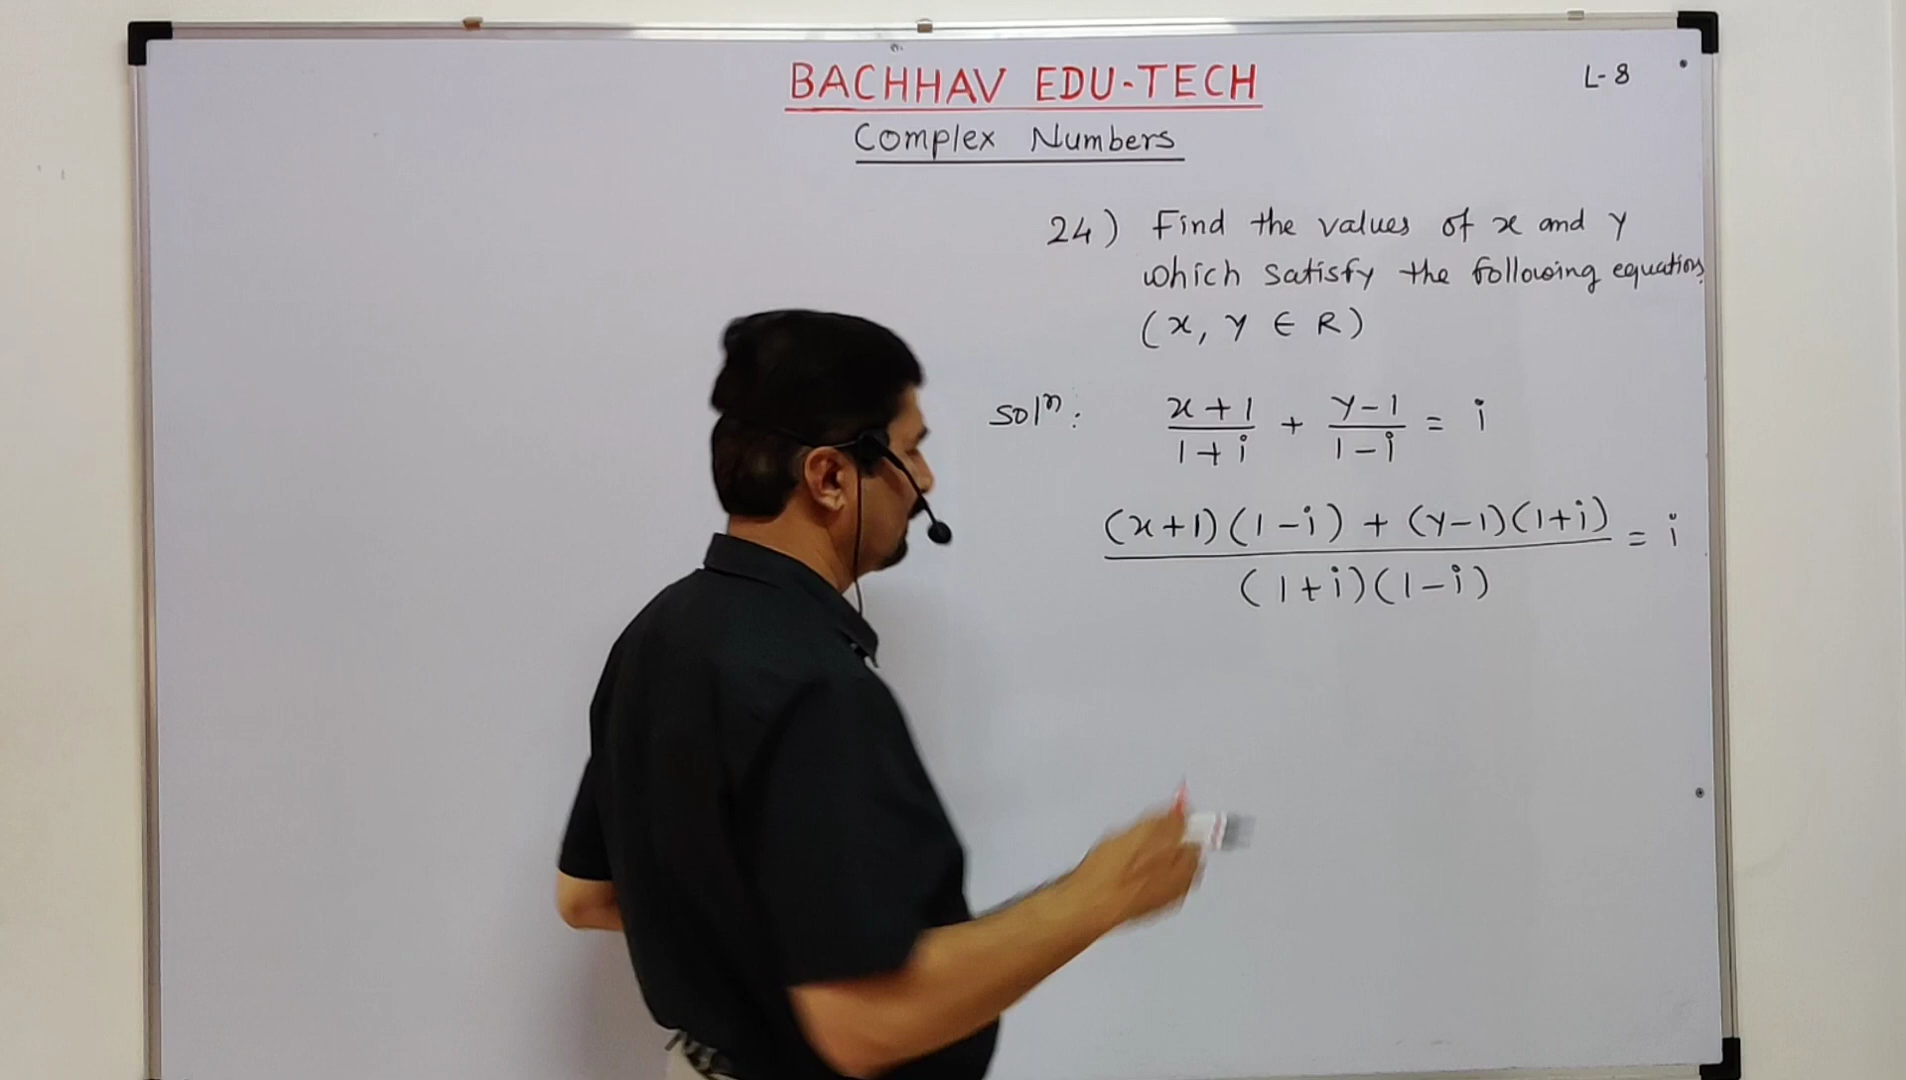 BACHHAV EDU-TECH
L-8
Complex Numbers
24) Find the values of x and y
which satisfy the following equations.
(x, y ∈ R)
Solⁿ: (x+1)/(1+i) + (y-1)/(1-i) = i
((x+1)(1-i) + (y-1)(1+i))/((1+i)(1-i)) = i